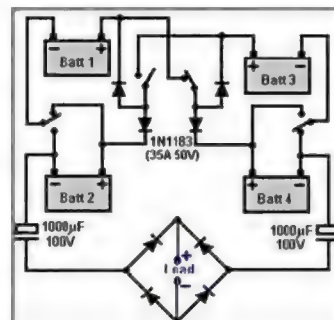 - +
Batt 1
- +
Batt 3
1N1183
(35A 50V)
- +
Batt 2
+ -
Batt 4
1000µF
100V
1000µF
100V
+
Load
-